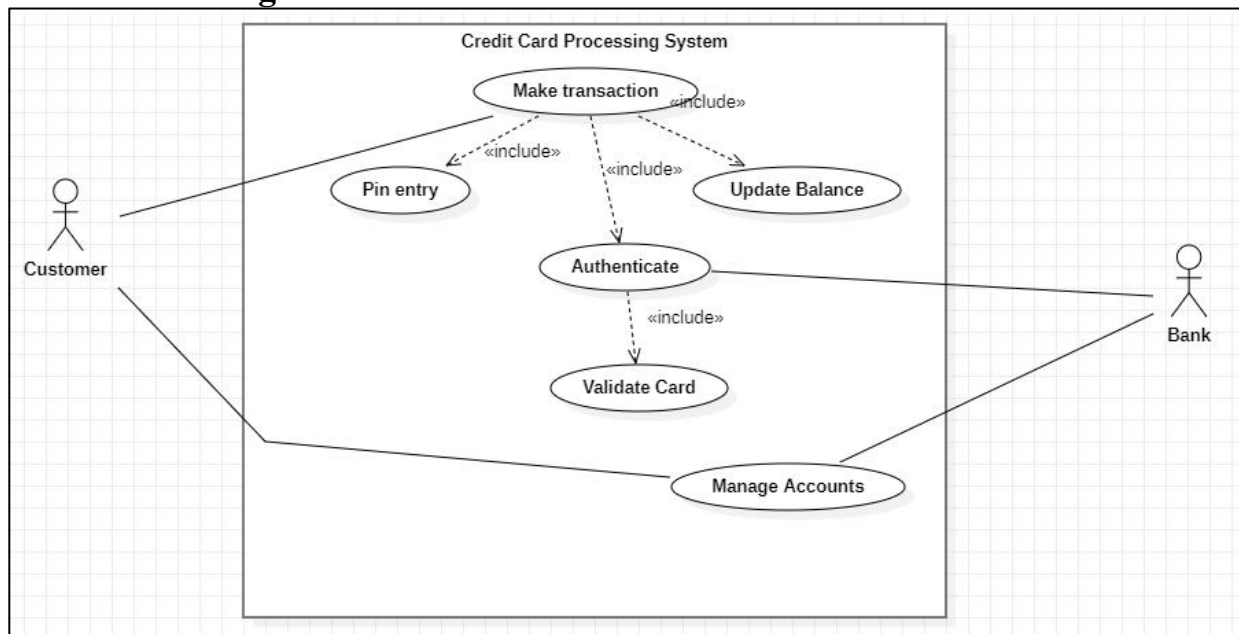 Credit Card Processing System
Make transaction
«include»
«include»
«include»
Pin entry
Update Balance
Customer
Authenticate
Bank
«include»
Validate Card
Manage Accounts